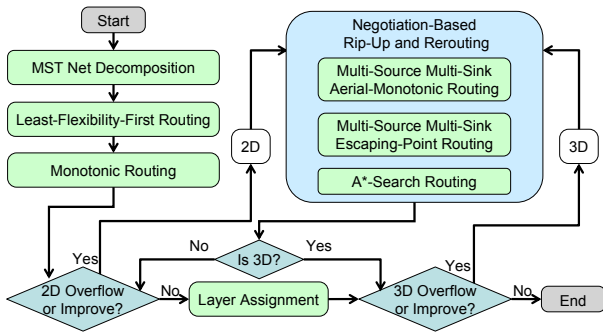 Start
MST Net Decomposition
Least-Flexibility-First Routing
Monotonic Routing
2D
Negotiation-Based
Rip-Up and Rerouting
Multi-Source Multi-Sink
Aerial-Monotonic Routing
Multi-Source Multi-Sink
Escaping-Point Routing
A*-Search Routing
3D
Yes
No
Is 3D?
Yes
Yes
2D Overflow
or Improve?
No
Layer Assignment
3D Overflow
or Improve?
No
End